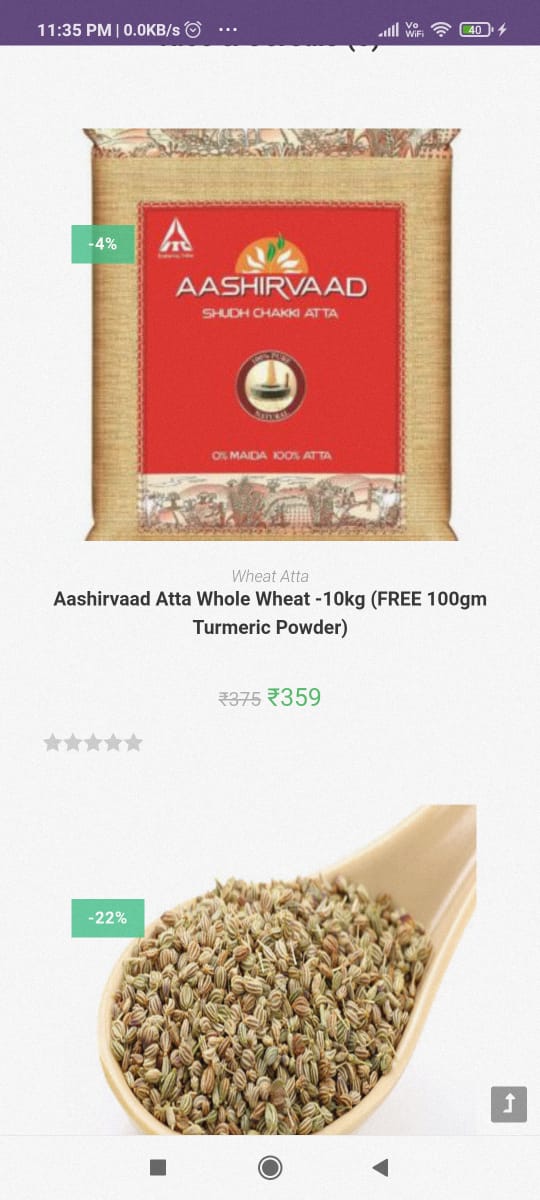 11:35 PM | 0.0KB/s
Vo
WiFi
40
-4%
AASHIRVAAD
SHUDH CHAKKI ATTA
100% PURE
NATURAL
0% MAIDA 100% ATTA
Wheat Atta
Aashirvaad Atta Whole Wheat -10kg (FREE 100gm
Turmeric Powder)
₹375 ₹359
-22%